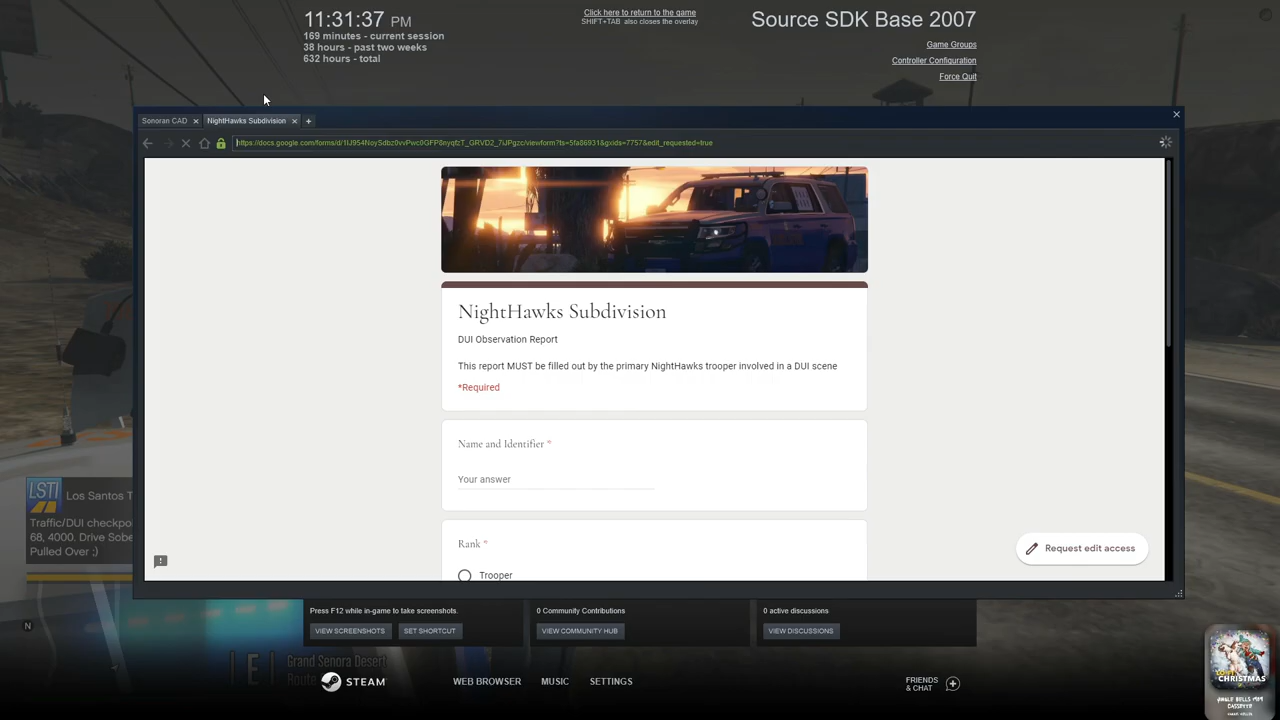 11:31:37 PM
169 minutes - current session
38 hours - past two weeks
632 hours - total
Click here to return to the game
SHIFT+TAB also closes the overlay
Source SDK Base 2007
Game Groups
Controller Configuration
Force Quit
Sonoran CAD
NightHawks Subdivision
NightHawks Subdivision
DUI Observation Report
This report MUST be filled out by the primary NightHawks trooper involved in a DUI scene
*Required
Name and Identifier *
Your answer
Rank *
Trooper
Request edit access
LSTI
Los Santos T
Traffic/DUI checkpo
68, 4000. Drive Sobe
Pulled Over ;)
Press F12 while in-game to take screenshots.
VIEW SCREENSHOTS
SET SHORTCUT
0 Community Contributions
VIEW COMMUNITY HUB
0 active discussions
VIEW DISCUSSIONS
N
E
Grand Senora Desert
Route
STEAM
WEB BROWSER
MUSIC
SETTINGS
FRIENDS
& CHAT
CHRISTMAS